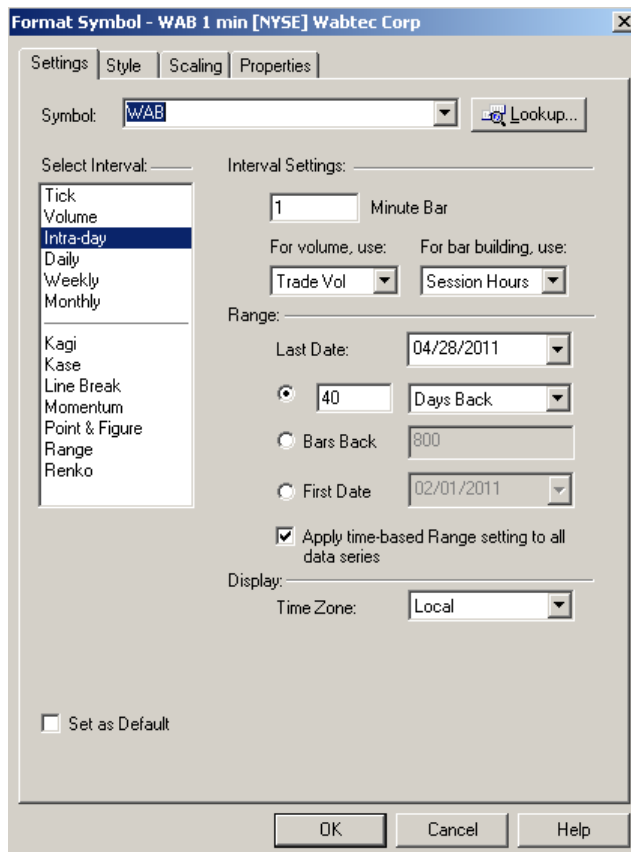 Format Symbol - WAB 1 min [NYSE] Wabtec Corp
Settings Style Scaling Properties
Symbol: WAB Lookup...
Select Interval:
Tick
Volume
Intra-day
Daily
Weekly
Monthly
Kagi
Kase
Line Break
Momentum
Point & Figure
Range
Renko
Interval Settings:
1 Minute Bar
For volume, use: For bar building, use:
Trade Vol Session Hours
Range:
Last Date: 04/28/2011
40 Days Back
Bars Back 800
First Date 02/01/2011
Apply time-based Range setting to all
data series
Display:
Time Zone: Local
Set as Default
OK Cancel Help